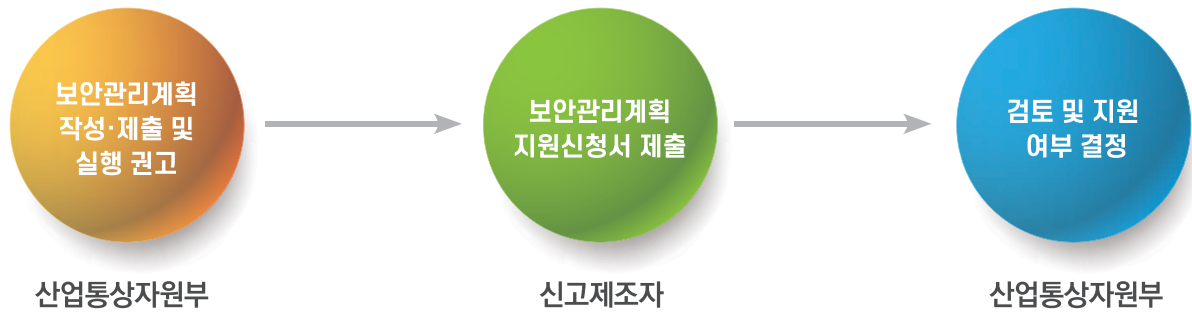 보안관리계획
작성·제출 및
실행 권고
보안관리계획
지원신청서 제출
검토 및 지원
여부 결정
산업통상자원부
신고제조자
산업통상자원부